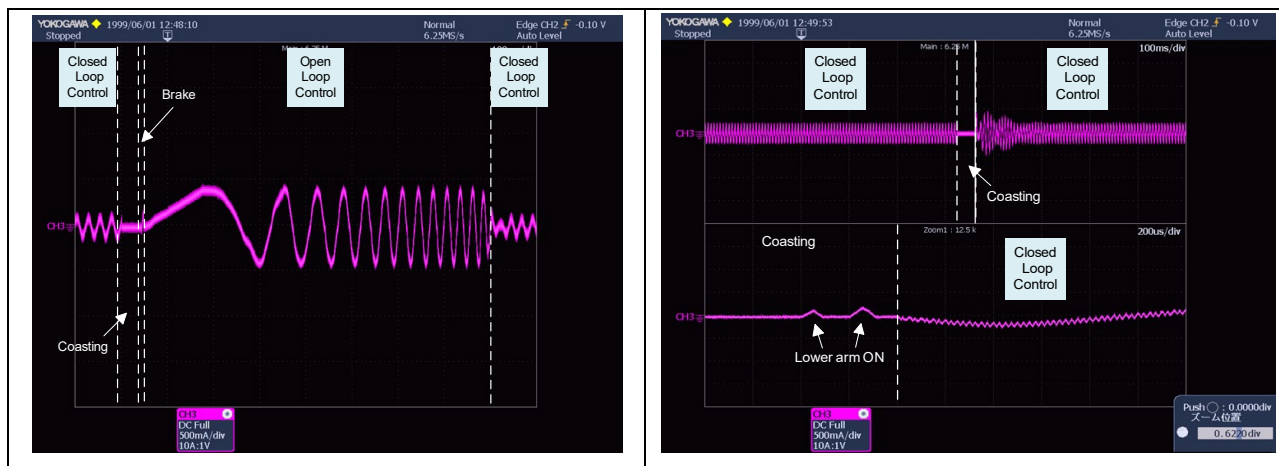 YOKOGAWA 1999/06/01 12:48:10
Normal
Edge CH2 -0.10 V
Stopped
6.25MS/s
Auto Level
Closed
Loop
Control
Brake
Open
Loop
Control
Closed
Loop
Control
CH3
Coasting
CH3
DC Full
500mA/div
10A:1V
YOKOGAWA 1999/06/01 12:49:53
Normal
Edge CH2 -0.10 V
Stopped
6.25MS/s
Auto Level
Main : 6.25 M
100ms/div
Closed
Loop
Control
Closed
Loop
Control
CH3
Coasting
Zoom1 : 12.5 k
200us/div
Coasting
Closed
Loop
Control
CH3
Lower arm ON
CH3
DC Full
500mA/div
10A:1V
Push : 0.0000div
ズーム位置
0.6220div